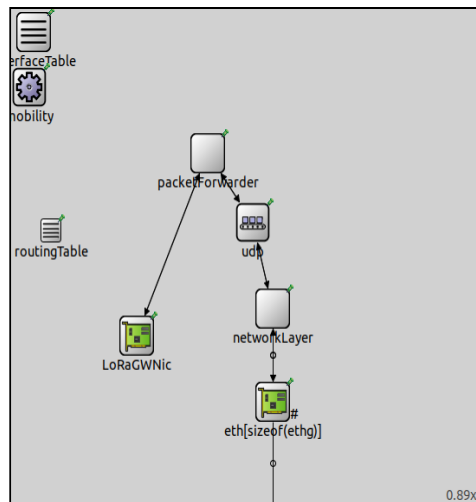 erfaceTable
nobility
packetForwarder
udp
routingTable
networkLayer
LoRaGWNic
#
eth[sizeof(ethg)]
0.89x